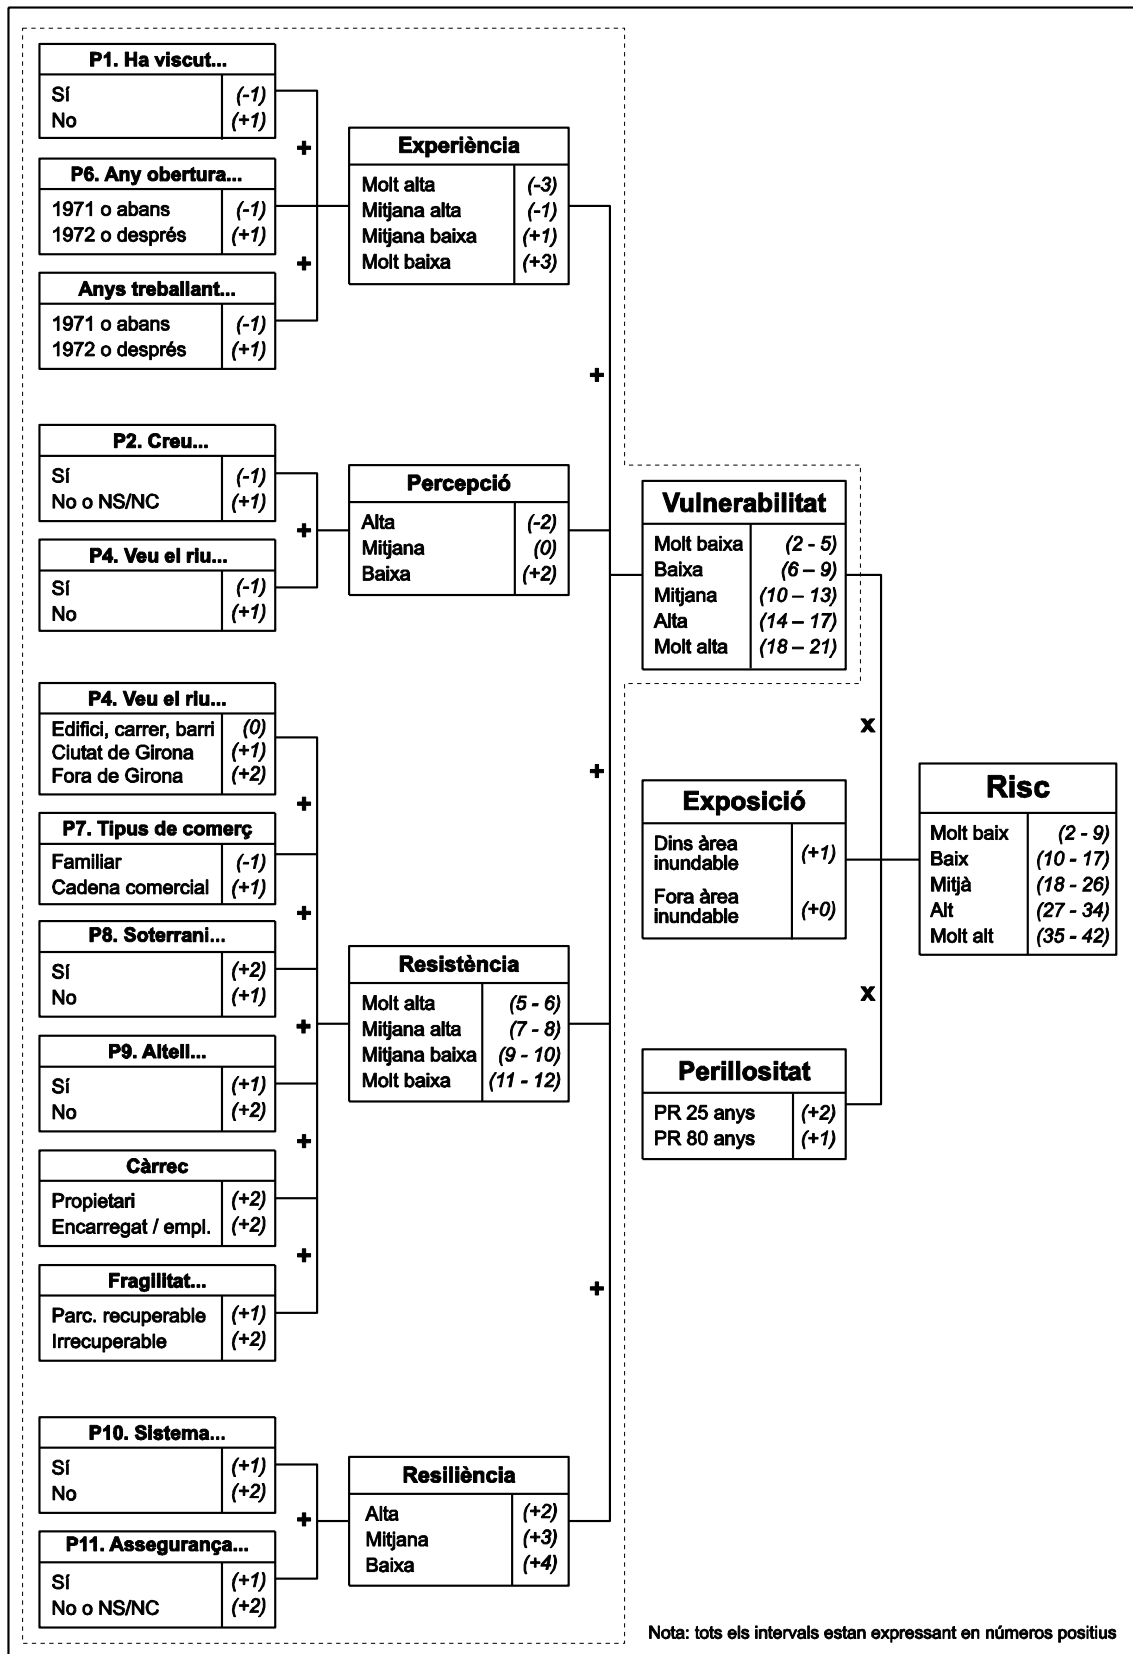 P1. Ha viscut...
Sí (-1)
No (+1)
P6. Any obertura...
1971 o abans (-1)
1972 o després (+1)
Anys treballant...
1971 o abans (-1)
1972 o després (+1)
+
+
Experiència
Molt alta (-3)
Mitjana alta (-1)
Mitjana baixa (+1)
Molt baixa (+3)
P2. Creu...
Sí (-1)
No o NS/NC (+1)
P4. Veu el riu...
Sí (-1)
No (+1)
+
Percepció
Alta (-2)
Mitjana (0)
Baixa (+2)
P4. Veu el riu...
Edifici, carrer, barri (0)
Ciutat de Girona (+1)
Fora de Girona (+2)
P7. Tipus de comerç
Familiar (-1)
Cadena comercial (+1)
P8. Soterrani...
Sí (+2)
No (+1)
P9. Altell...
Sí (+1)
No (+2)
Càrrec
Propietari (+2)
Encarregat / empl. (+2)
Fragilitat...
Parc. recuperable (+1)
Irrecuperable (+2)
+
+
+
+
+
Resistència
Molt alta (5 - 6)
Mitjana alta (7 - 8)
Mitjana baixa (9 - 10)
Molt baixa (11 - 12)
P10. Sistema...
Sí (+1)
No (+2)
P11. Assegurança...
Sí (+1)
No o NS/NC (+2)
+
Resiliència
Alta (+2)
Mitjana (+3)
Baixa (+4)
+
+
+
Vulnerabilitat
Molt baixa (2 - 5)
Baixa (6 – 9)
Mitjana (10 – 13)
Alta (14 – 17)
Molt alta (18 – 21)
x
Exposició
Dins àrea
inundable (+1)
Fora àrea
inundable (+0)
x
Perillositat
PR 25 anys (+2)
PR 80 anys (+1)
Risc
Molt baix (2 - 9)
Baix (10 - 17)
Mitjà (18 - 26)
Alt (27 - 34)
Molt alt (35 - 42)
Nota: tots els intervals estan expressant en números positius